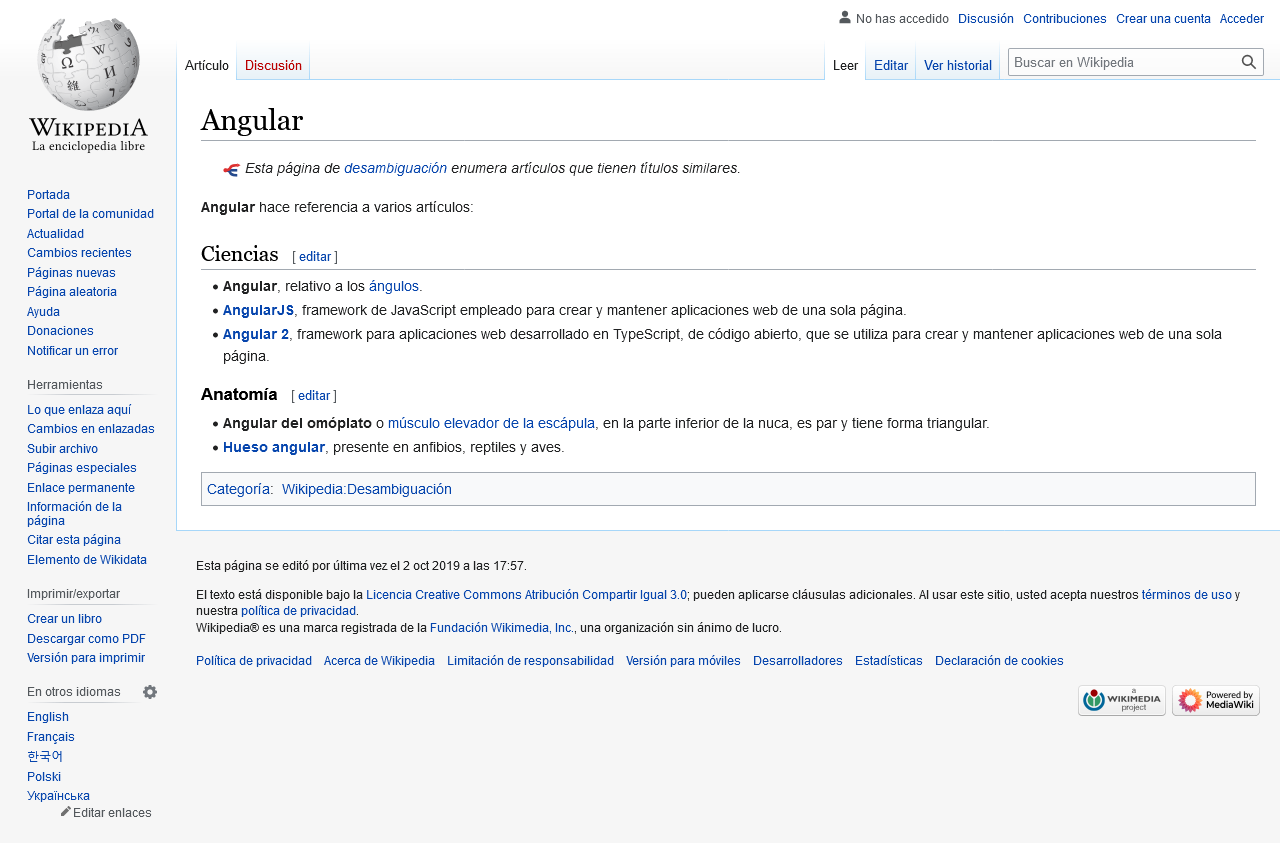 No has accedido Discusión Contribuciones Crear una cuenta Acceder
Artículo Discusión Leer Editar Ver historial Buscar en Wikipedia
WIKIPEDIA
La enciclopedia libre
Portada
Portal de la comunidad
Actualidad
Cambios recientes
Páginas nuevas
Página aleatoria
Ayuda
Donaciones
Notificar un error
Herramientas
Lo que enlaza aquí
Cambios en enlazadas
Subir archivo
Páginas especiales
Enlace permanente
Información de la
página
Citar esta página
Elemento de Wikidata
Imprimir/exportar
Crear un libro
Descargar como PDF
Versión para imprimir
En otros idiomas
English
Français
한국어
Polski
Українська
Editar enlaces
Angular
Esta página de desambiguación enumera artículos que tienen títulos similares.
Angular hace referencia a varios artículos:
Ciencias [ editar ]
• Angular, relativo a los ángulos.
• AngularJS, framework de JavaScript empleado para crear y mantener aplicaciones web de una sola página.
• Angular 2, framework para aplicaciones web desarrollado en TypeScript, de código abierto, que se utiliza para crear y mantener aplicaciones web de una sola
página.
Anatomía [ editar ]
• Angular del omóplato o músculo elevador de la escápula, en la parte inferior de la nuca, es par y tiene forma triangular.
• Hueso angular, presente en anfibios, reptiles y aves.
Categoría: Wikipedia:Desambiguación
Esta página se editó por última vez el 2 oct 2019 a las 17:57.
El texto está disponible bajo la Licencia Creative Commons Atribución Compartir Igual 3.0; pueden aplicarse cláusulas adicionales. Al usar este sitio, usted acepta nuestros términos de uso y
nuestra política de privacidad.
Wikipedia® es una marca registrada de la Fundación Wikimedia, Inc., una organización sin ánimo de lucro.
Política de privacidad Acerca de Wikipedia Limitación de responsabilidad Versión para móviles Desarrolladores Estadísticas Declaración de cookies
a
WIKIMEDIA
project
Powered by
MediaWiki